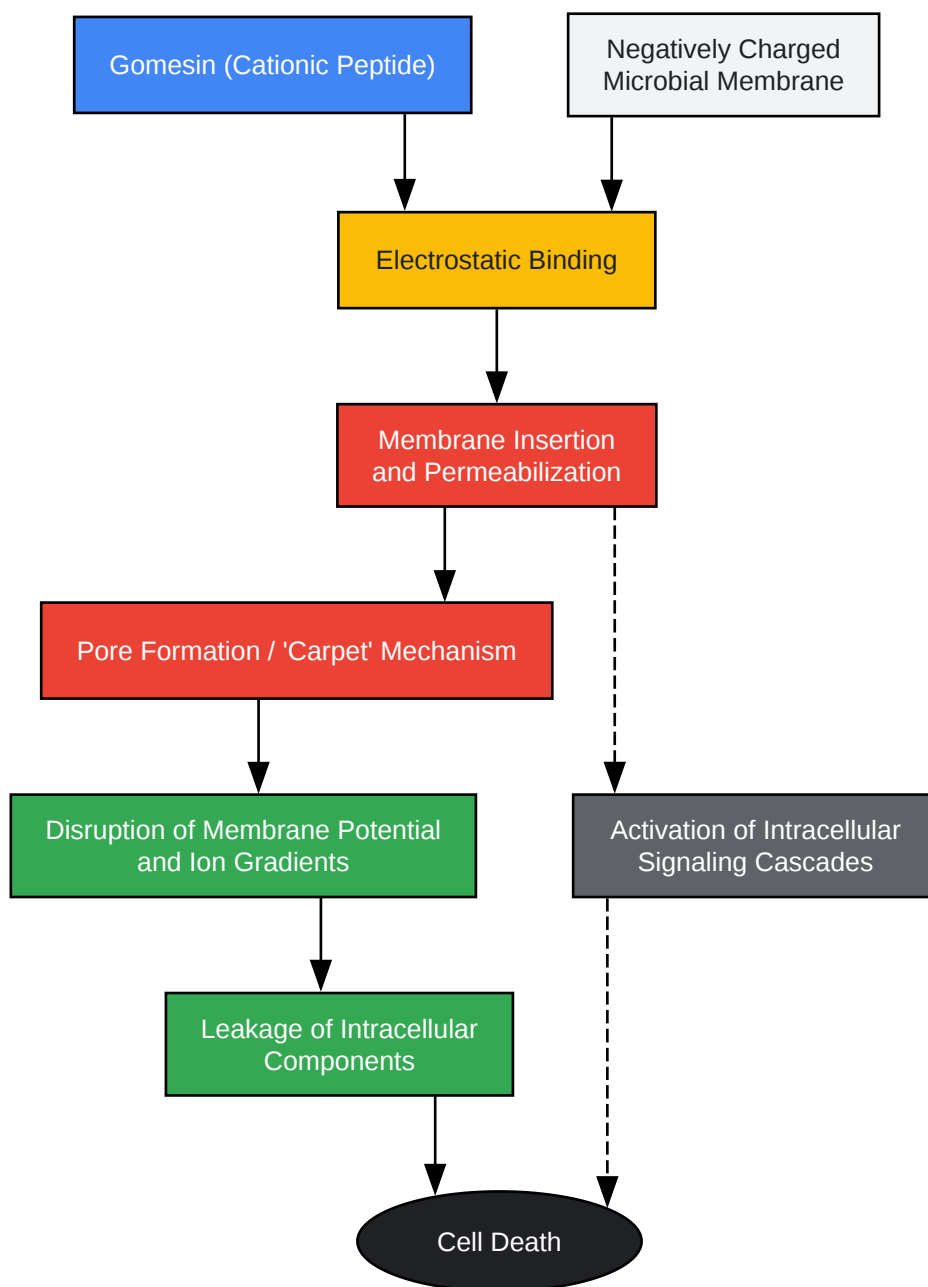 Gomesin (Cationic Peptide)
Negatively Charged
Microbial Membrane
Electrostatic Binding
Membrane Insertion
and Permeabilization
Pore Formation / 'Carpet' Mechanism
Disruption of Membrane Potential
and Ion Gradients
Activation of Intracellular
Signaling Cascades
Leakage of Intracellular
Components
Cell Death